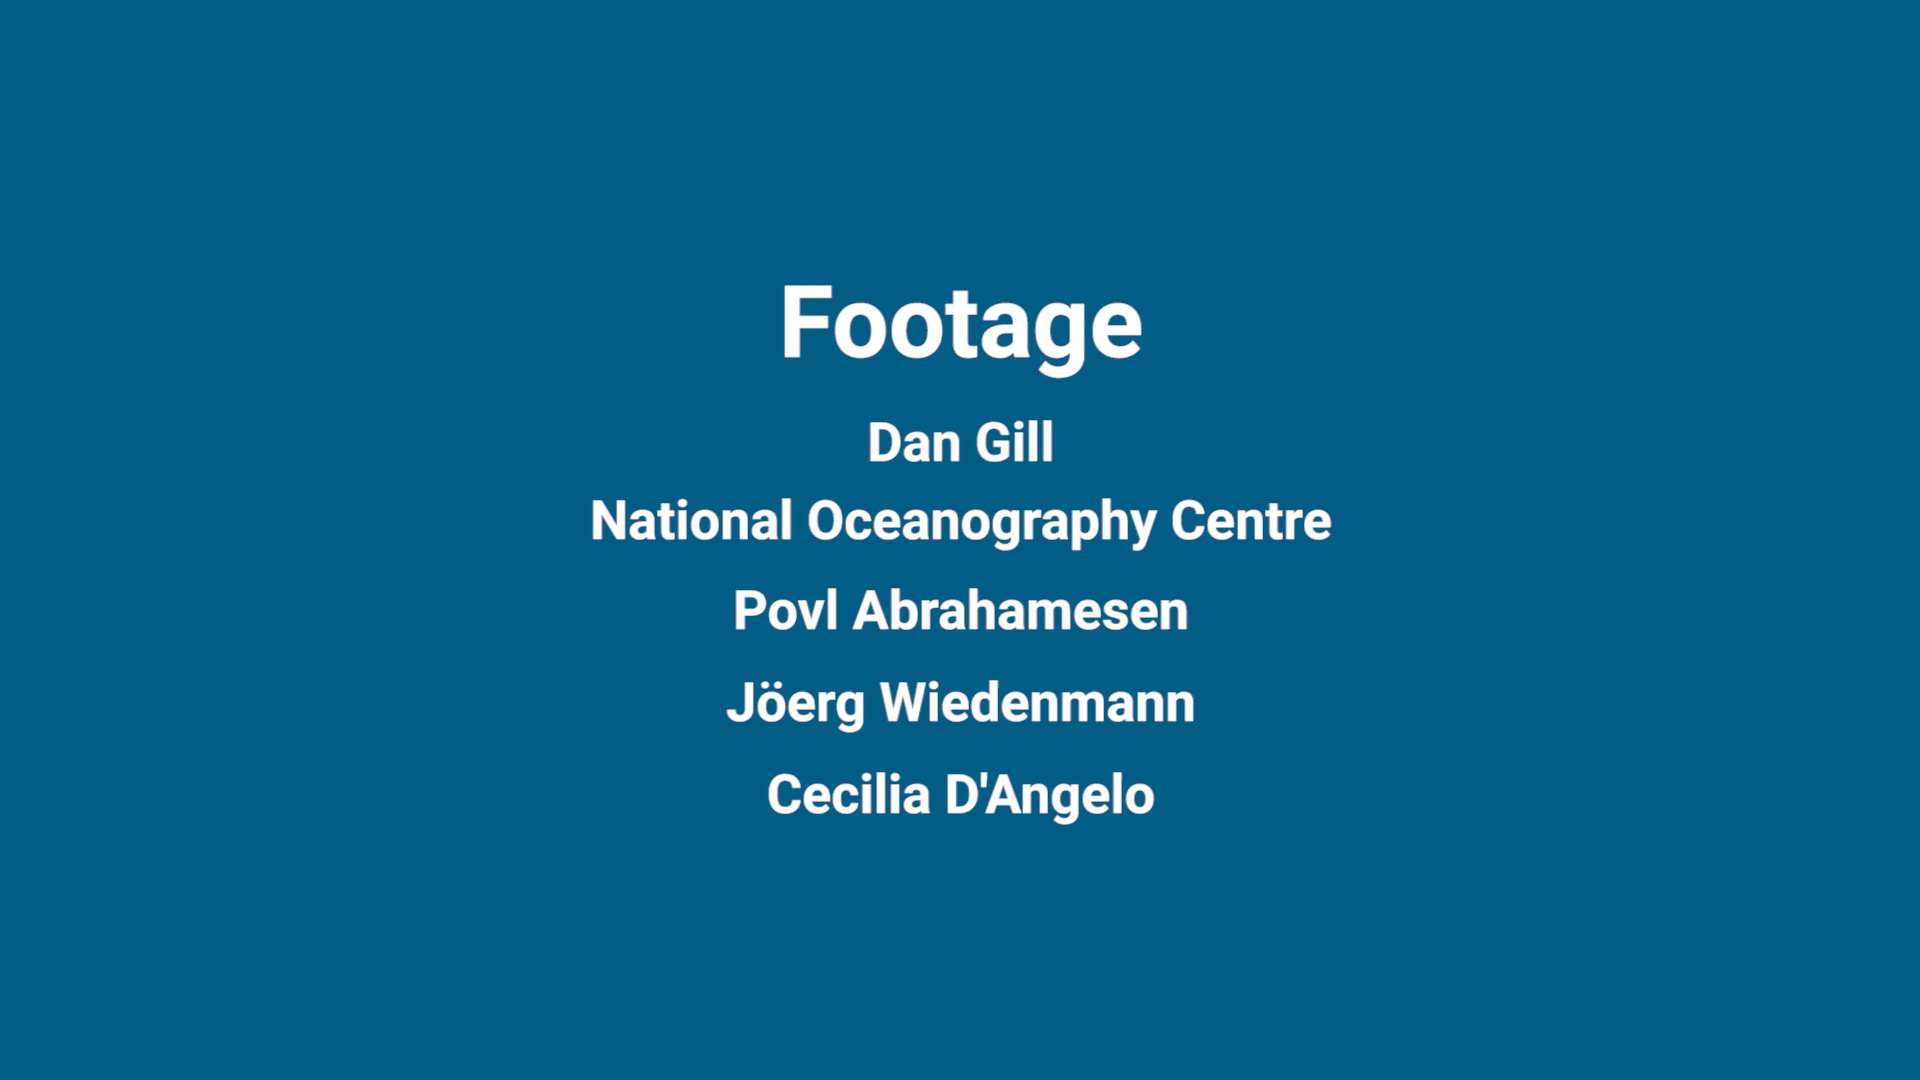 Footage
Dan Gill
National Oceanography Centre
Povl Abrahamesen
Jöerg Wiedenmann
Cecilia D'Angelo